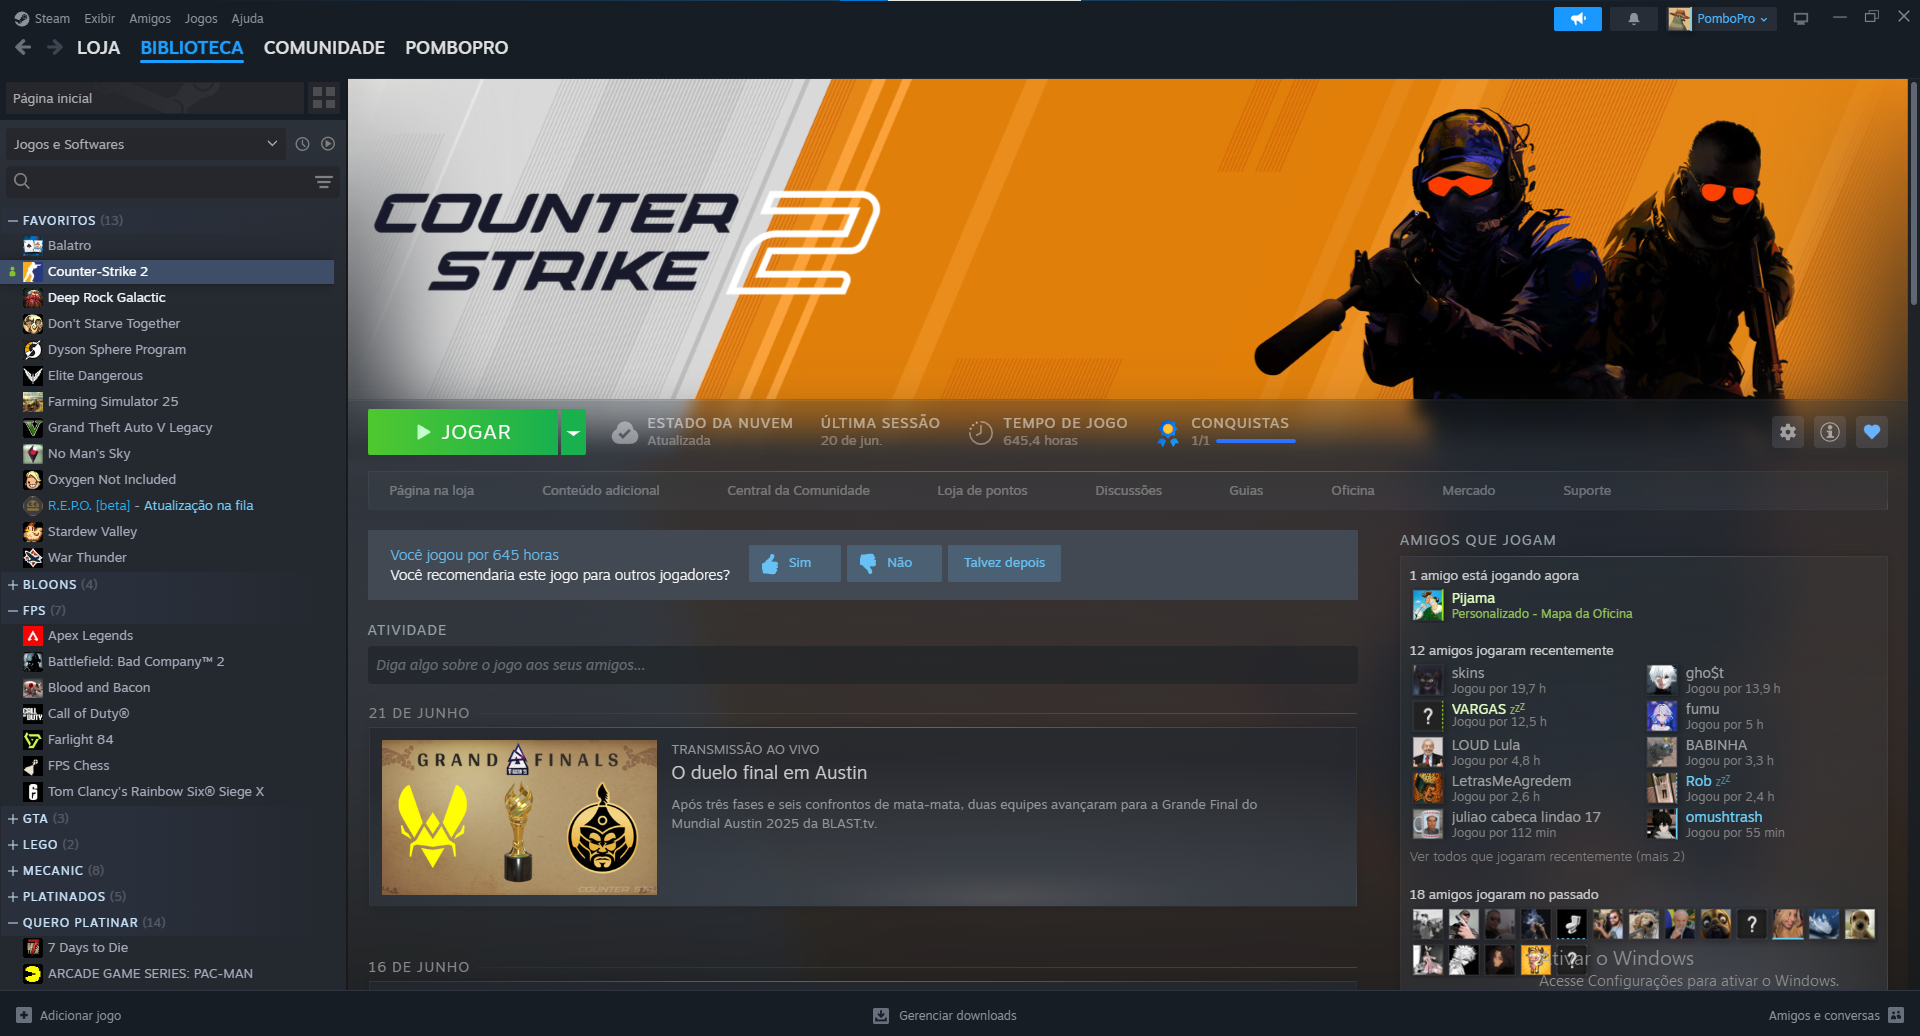 Steam Exibir Amigos Jogos Ajuda
PomboPro
LOJA BIBLIOTECA COMUNIDADE POMBOPRO
Página inicial
Jogos e Softwares
FAVORITOS (13)
Balatro
Counter-Strike 2
Deep Rock Galactic
Don't Starve Together
Dyson Sphere Program
Elite Dangerous
Farming Simulator 25
Grand Theft Auto V Legacy
No Man's Sky
Oxygen Not Included
R.E.P.O. [beta] - Atualização na fila
Stardew Valley
War Thunder
BLOONS (4)
FPS (7)
Apex Legends
Battlefield: Bad Company™ 2
Blood and Bacon
Call of Duty®
Farlight 84
FPS Chess
Tom Clancy's Rainbow Six® Siege X
GTA (3)
LEGO (2)
MECANIC (8)
PLATINADOS (5)
QUERO PLATINAR (14)
7 Days to Die
ARCADE GAME SERIES: PAC-MAN
COUNTER
STRIKE 2
JOGAR
ESTADO DA NUVEM
Atualizada
ÚLTIMA SESSÃO
20 de jun.
TEMPO DE JOGO
645,4 horas
CONQUISTAS
1/1
Página na loja Conteúdo adicional Central da Comunidade Loja de pontos Discussões Guias Oficina Mercado Suporte
Você jogou por 645 horas
Você recomendaria este jogo para outros jogadores?
Sim Não Talvez depois
ATIVIDADE
Diga algo sobre o jogo aos seus amigos...
21 DE JUNHO
GRAND FINALS
TRANSMISSÃO AO VIVO
O duelo final em Austin
Após três fases e seis confrontos de mata-mata, duas equipes avançaram para a Grande Final do
Mundial Austin 2025 da BLAST.tv.
16 DE JUNHO
AMIGOS QUE JOGAM
1 amigo está jogando agora
Pijama
Personalizado - Mapa da Oficina
12 amigos jogaram recentemente
skins
Jogou por 19,7 h
gho$t
Jogou por 13,9 h
VARGAS zzZ
Jogou por 12,5 h
fumu
Jogou por 5 h
LOUD Lula
Jogou por 4,8 h
BABINHA
Jogou por 3,3 h
LetrasMeAgredem
Jogou por 2,6 h
Rob zzZ
Jogou por 2,4 h
juliao cabeca lindao 17
Jogou por 112 min
omushtrash
Jogou por 55 min
Ver todos que jogaram recentemente (mais 2)
18 amigos jogaram no passado
Ativar o Windows
Acesse Configurações para ativar o Windows.
Adicionar jogo
Gerenciar downloads
Amigos e conversas